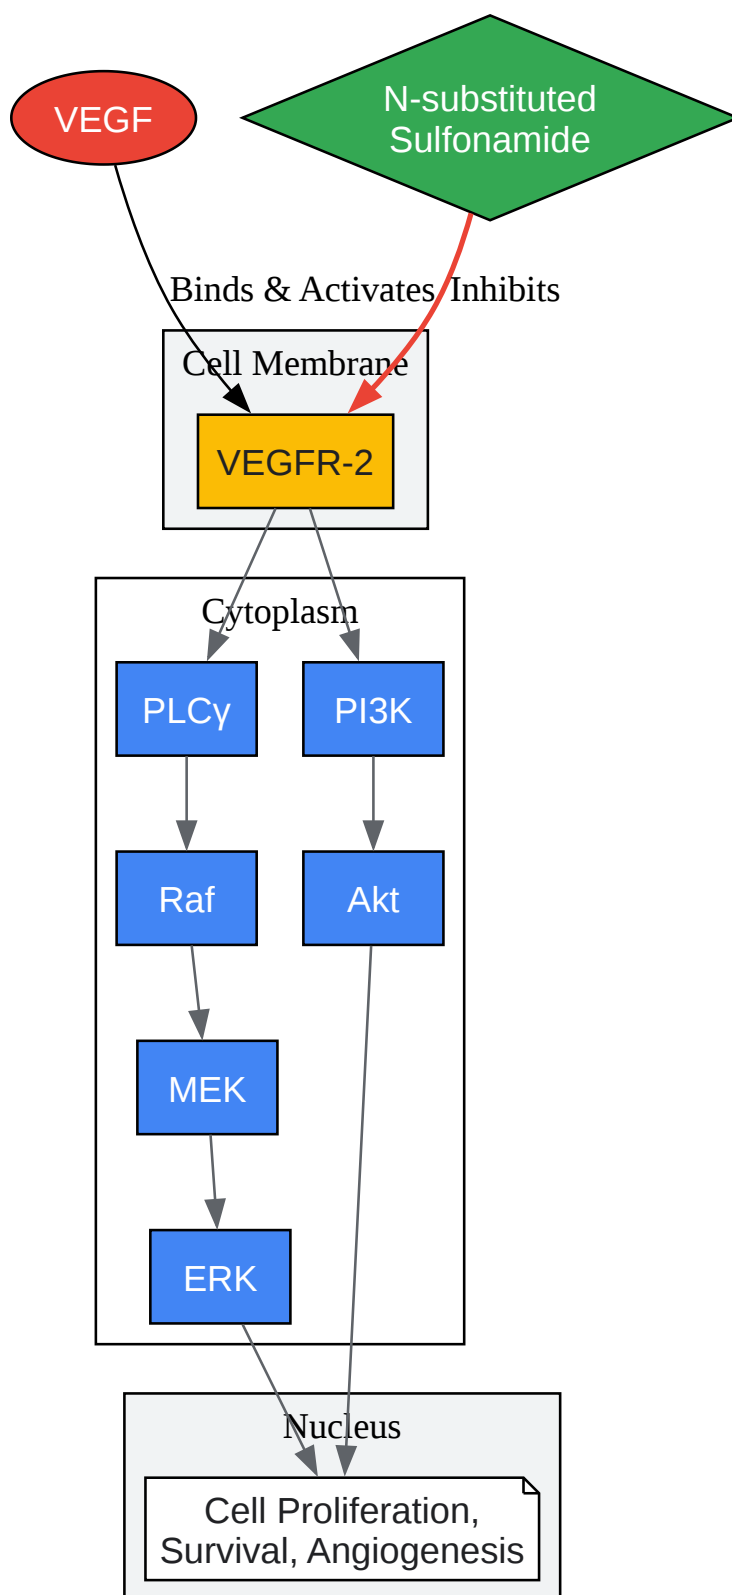 VEGF
N-substituted
Sulfonamide
Binds & Activates
Inhibits
Cell Membrane
VEGFR-2
Cytoplasm
PLCγ
PI3K
Raf
Akt
MEK
ERK
Nucleus
Cell Proliferation,
Survival, Angiogenesis